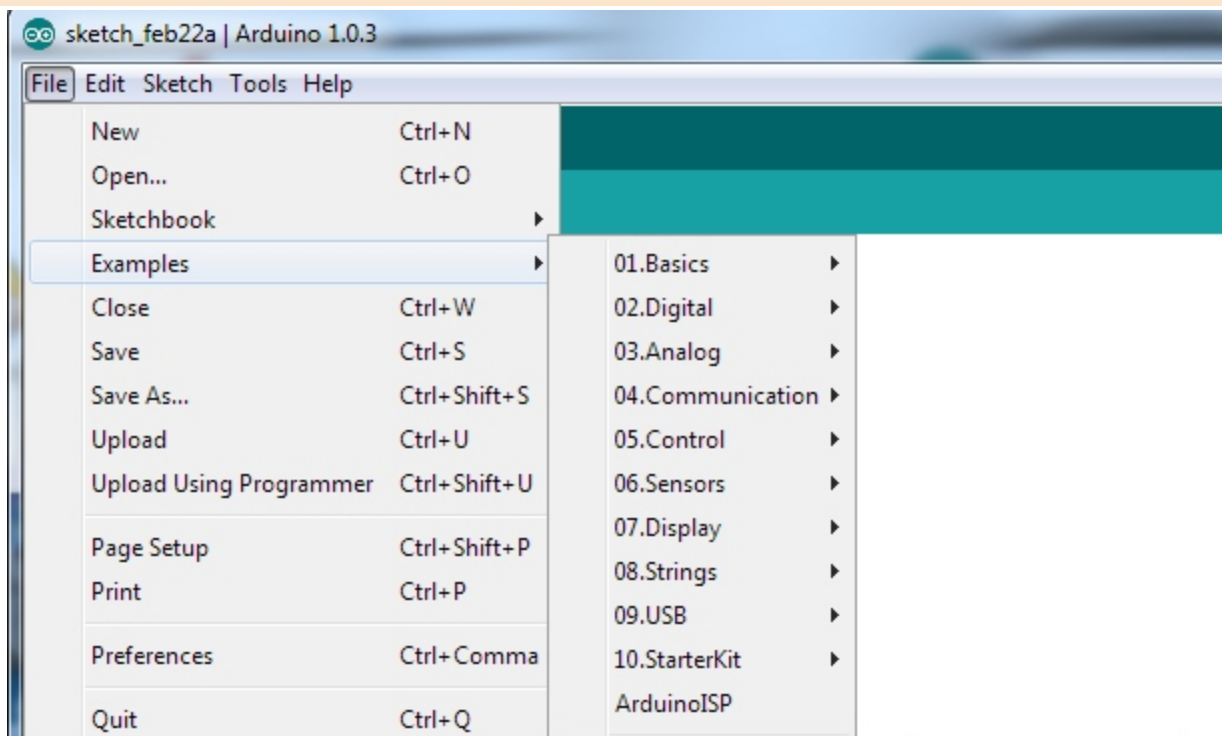 sketch_feb22a | Arduino 1.0.3
File Edit Sketch Tools Help
New Ctrl+N
Open... Ctrl+O
Sketchbook
Examples
Close Ctrl+W
Save Ctrl+S
Save As... Ctrl+Shift+S
Upload Ctrl+U
Upload Using Programmer Ctrl+Shift+U
Page Setup Ctrl+Shift+P
Print Ctrl+P
Preferences Ctrl+Comma
Quit Ctrl+Q
01.Basics
02.Digital
03.Analog
04.Communication
05.Control
06.Sensors
07.Display
08.Strings
09.USB
10.StarterKit
ArduinoISP